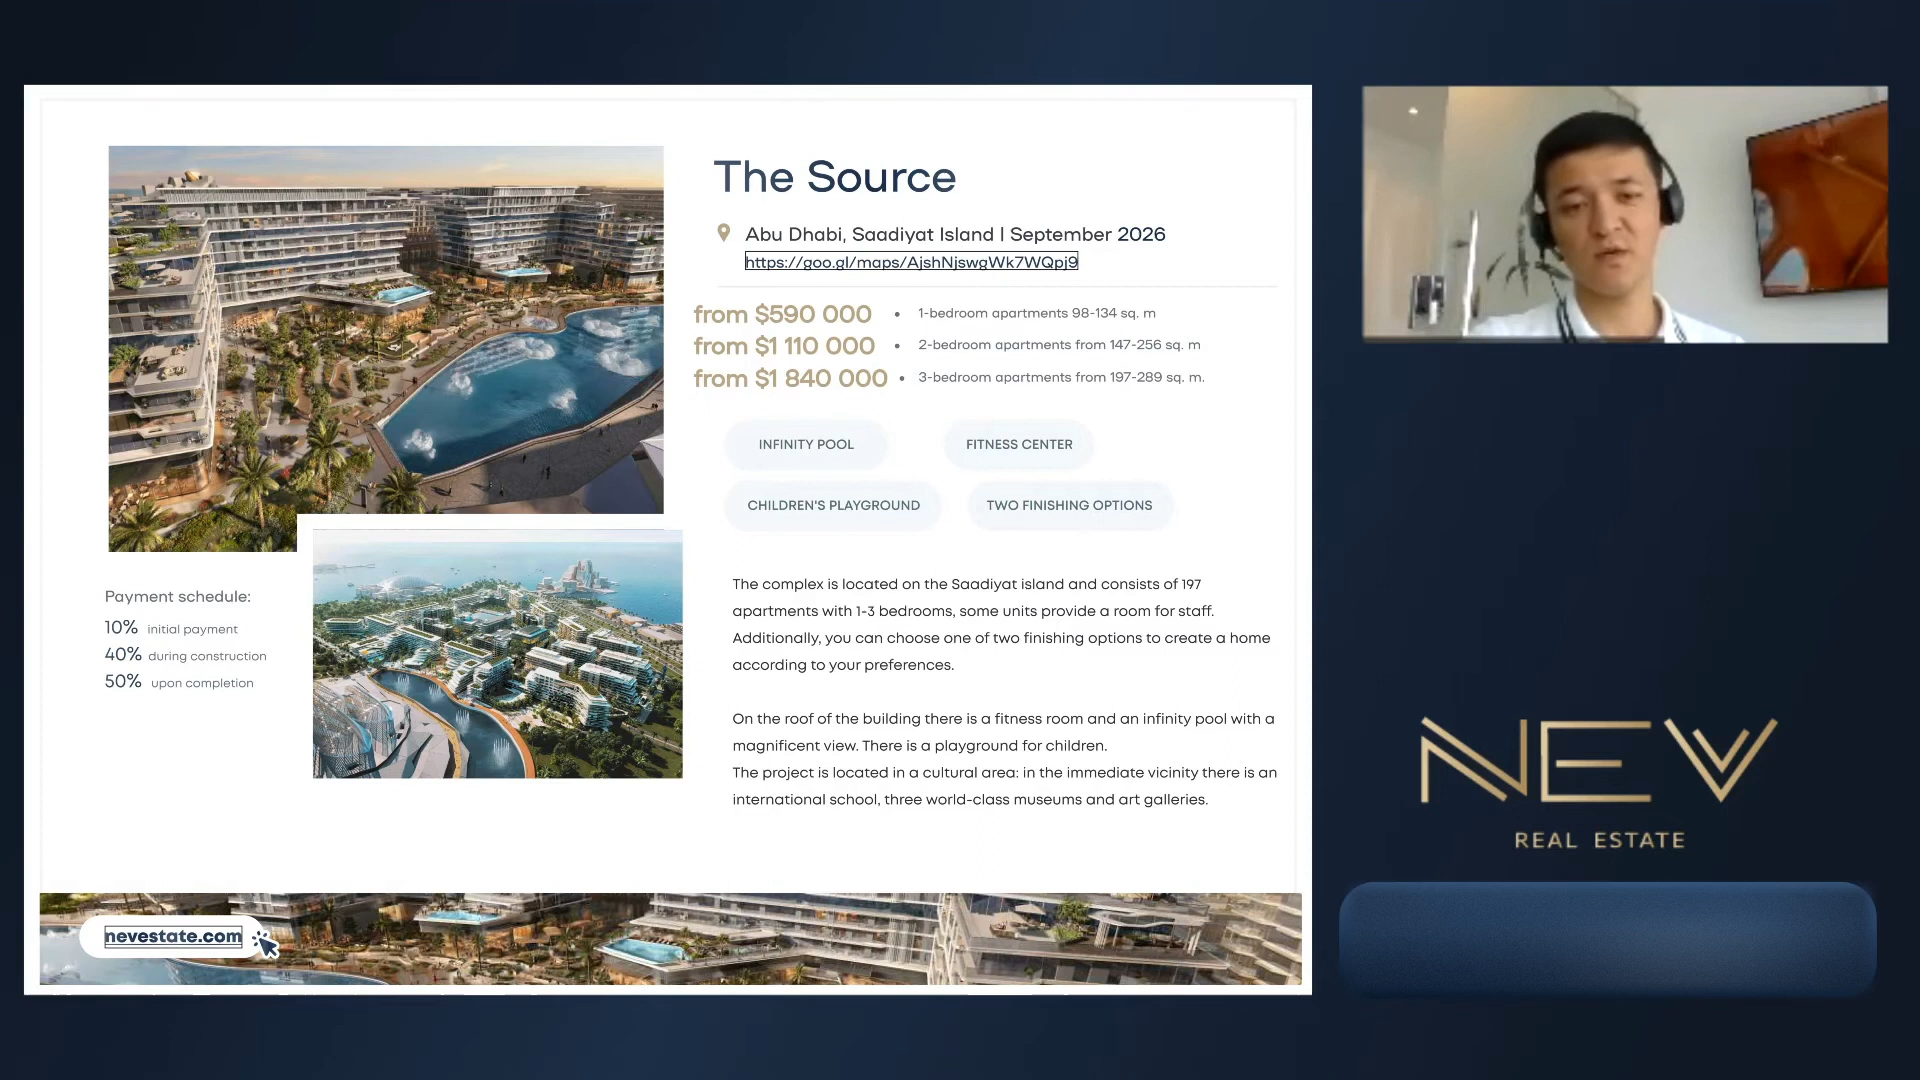 The Source
Abu Dhabi, Saadiyat Island | September 2026
https://goo.gl/maps/AjshNjswgWk7WQpj9
from $590 000 • 1-bedroom apartments 98-134 sq. m
from $1 110 000 • 2-bedroom apartments from 147-256 sq. m
from $1 840 000 • 3-bedroom apartments from 197-289 sq. m.
INFINITY POOL
FITNESS CENTER
CHILDREN'S PLAYGROUND
TWO FINISHING OPTIONS
Payment schedule:
10% initial payment
40% during construction
50% upon completion
The complex is located on the Saadiyat island and consists of 197
apartments with 1-3 bedrooms, some units provide a room for staff.
Additionally, you can choose one of two finishing options to create a home
according to your preferences.
On the roof of the building there is a fitness room and an infinity pool with a
magnificent view. There is a playground for children.
The project is located in a cultural area: in the immediate vicinity there is an
international school, three world-class museums and art galleries.
nevestate.com
NEV
REAL ESTATE